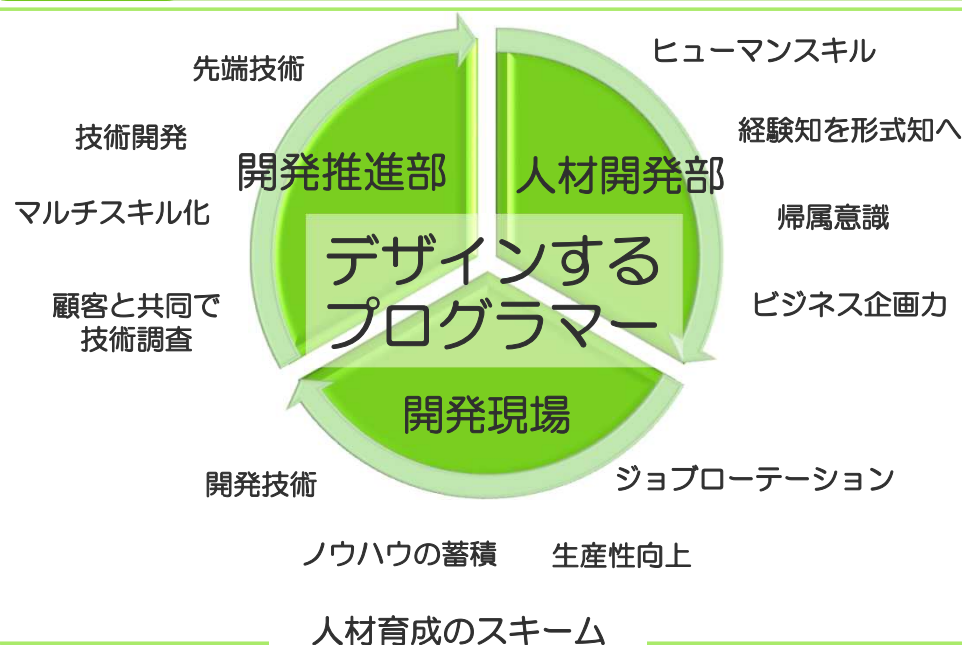 先端技術
技術開発
マルチスキル化
顧客と共同で
技術調査
開発推進部
人材開発部
ヒューマンスキル
経験知を形式知へ
帰属意識
ビジネス企画力
デザインする
プログラマー
開発現場
開発技術
ジョブローテーション
ノウハウの蓄積
生産性向上
人材育成のスキーム